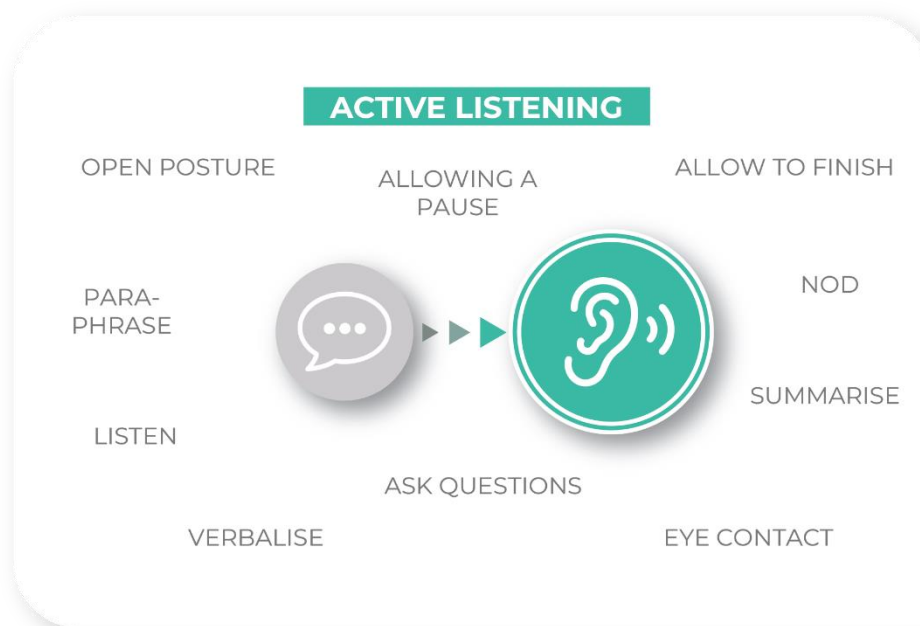 ACTIVE LISTENING
OPEN POSTURE
ALLOWING A
PAUSE
ALLOW TO FINISH
PARA-
PHRASE
NOD
SUMMARISE
LISTEN
ASK QUESTIONS
VERBALISE
EYE CONTACT